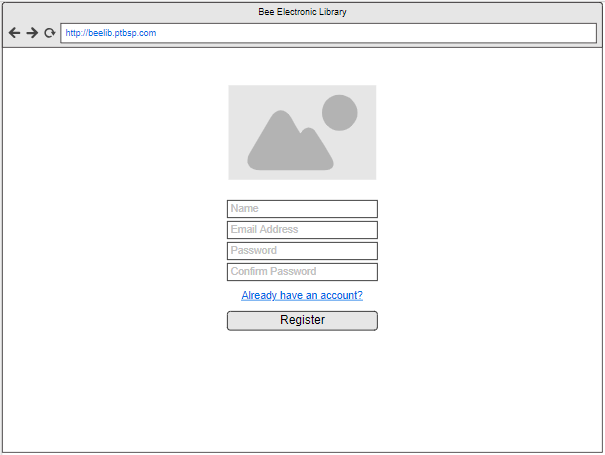 Bee Electronic Library
http://beelib.ptbsp.com
Name
Email Address
Password
Confirm Password
Already have an account?
Register